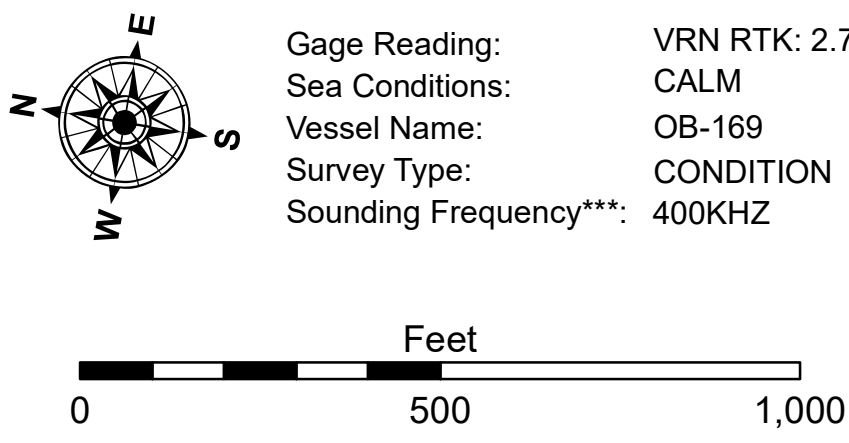 E
N
S
W
Gage Reading: VRN RTK: 2.7
Sea Conditions: CALM
Vessel Name: OB-169
Survey Type: CONDITION
Sounding Frequency***: 400KHZ
Feet
0 500 1,000